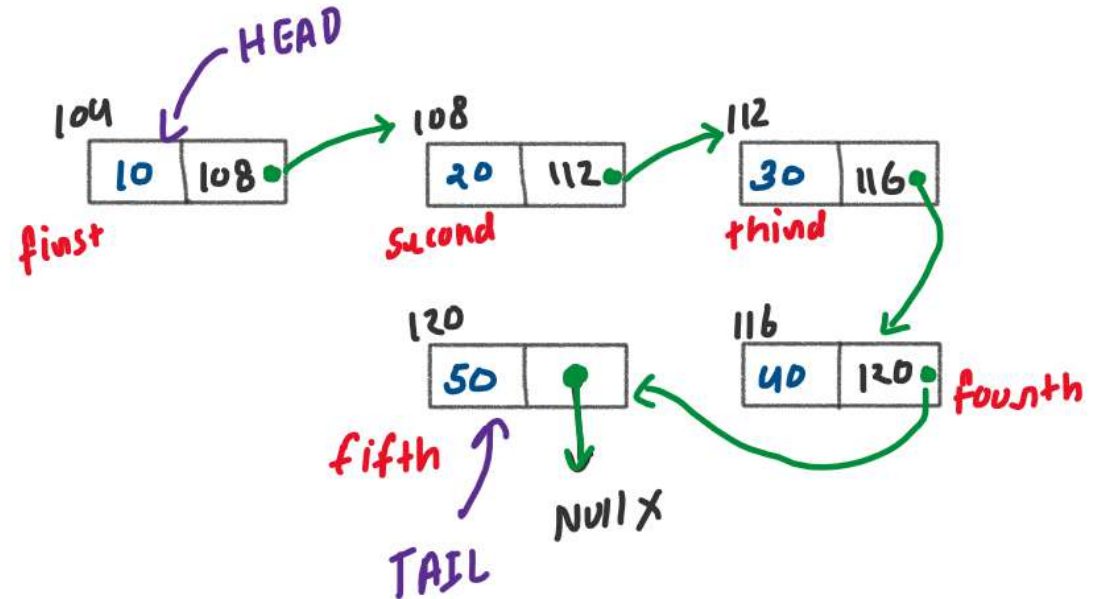 HEAD
104
10 108
first
108
20 112
second
112
30 116
third
120
50
fifth
116
40 120
fourth
NULL X
TAIL